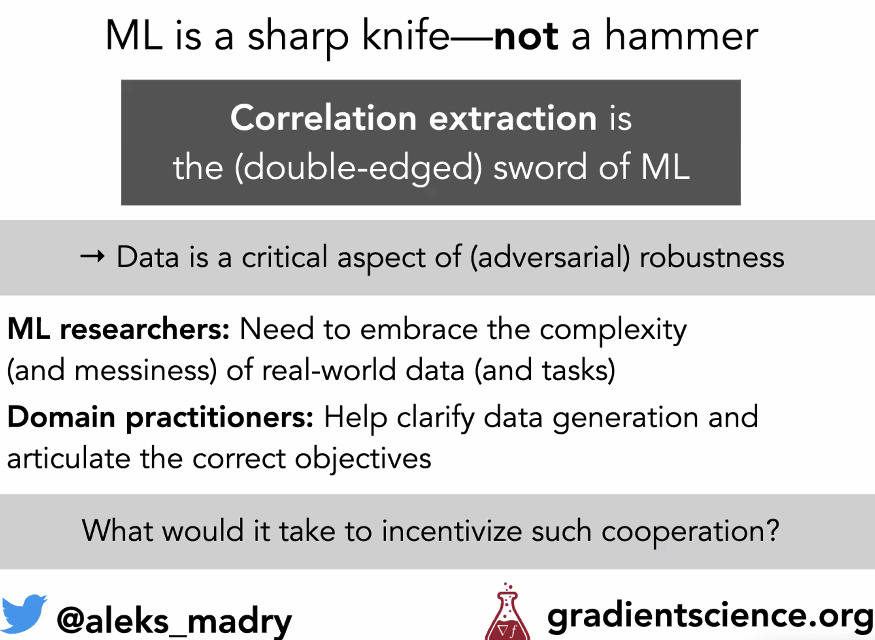 ML is a sharp knife—not a hammer
Correlation extraction is
the (double-edged) sword of ML
→ Data is a critical aspect of (adversarial) robustness
ML researchers: Need to embrace the complexity
(and messiness) of real-world data (and tasks)
Domain practitioners: Help clarify data generation and
articulate the correct objectives
What would it take to incentivize such cooperation?
@aleks_madry
∇f
gradientscience.org